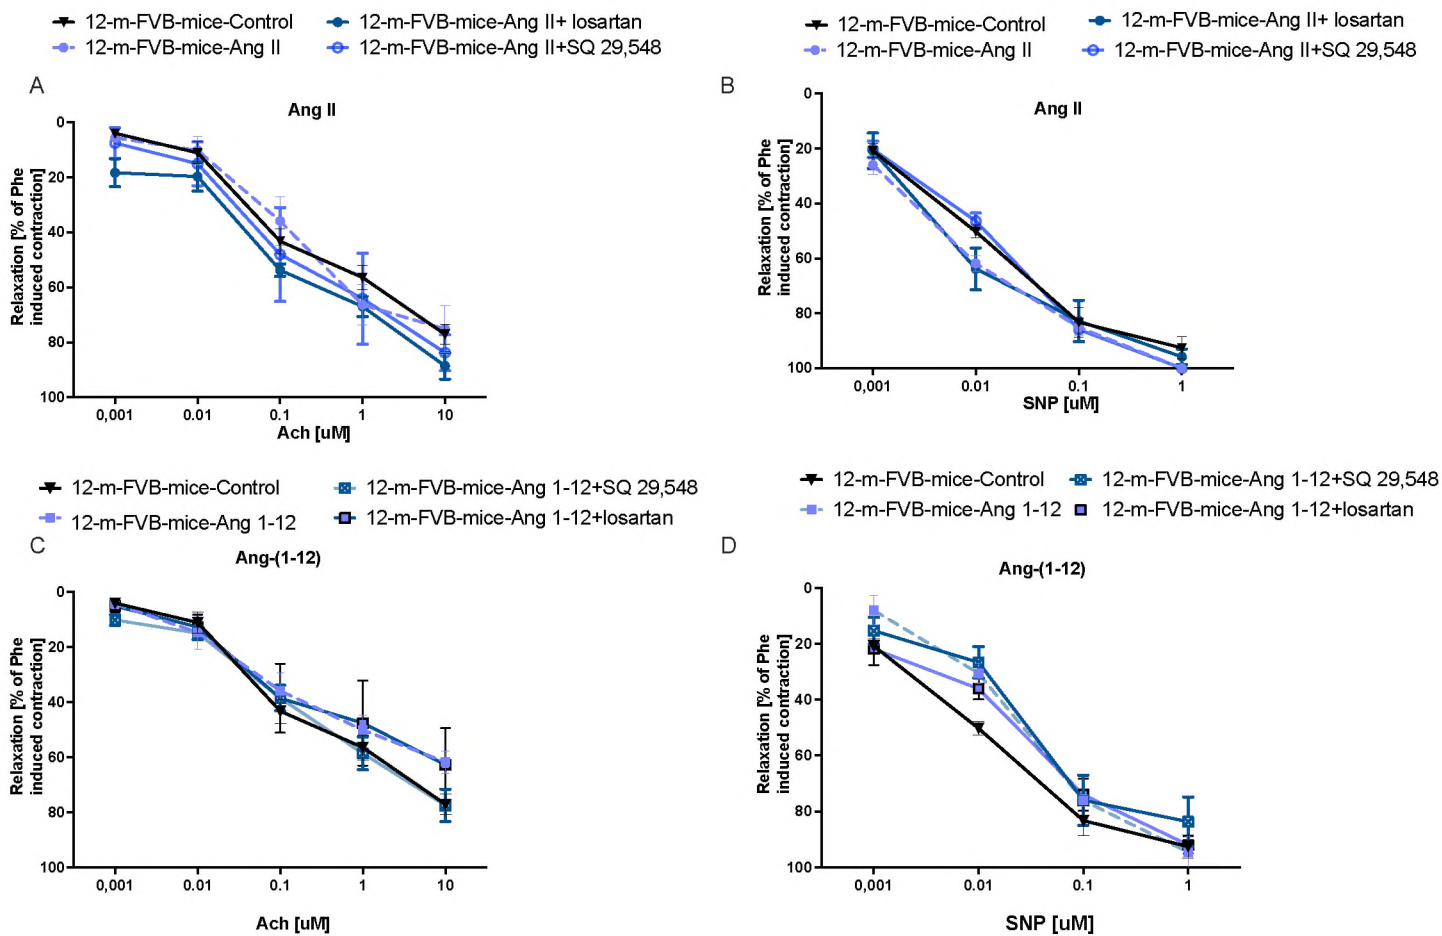 12-m-FVB-mice-Control
12-m-FVB-mice-Ang II+ losartan
12-m-FVB-mice-Ang II
12-m-FVB-mice-Ang II+SQ 29,548
A
Ang II
Relaxation [% of Phe
induced contraction]
0
20
40
60
80
100
0,001
0.01
0.1
1
10
Ach [uM]
12-m-FVB-mice-Control
12-m-FVB-mice-Ang II+ losartan
12-m-FVB-mice-Ang II
12-m-FVB-mice-Ang II+SQ 29,548
B
Ang II
Relaxation [% of Phe
induced contraction]
0
20
40
60
80
100
0,001
0.01
0.1
1
SNP [uM]
12-m-FVB-mice-Control
12-m-FVB-mice-Ang 1-12+SQ 29,548
12-m-FVB-mice-Ang 1-12
12-m-FVB-mice-Ang 1-12+losartan
C
Ang-(1-12)
Relaxation [% of Phe
induced contraction]
0
20
40
60
80
100
0,001
0.01
0.1
1
10
Ach [uM]
12-m-FVB-mice-Control
12-m-FVB-mice-Ang 1-12+SQ 29,548
12-m-FVB-mice-Ang 1-12
12-m-FVB-mice-Ang 1-12+losartan
D
Ang-(1-12)
Relaxation [% of Phe
induced contraction]
0
20
40
60
80
100
0,001
0.01
0.1
1
SNP [uM]